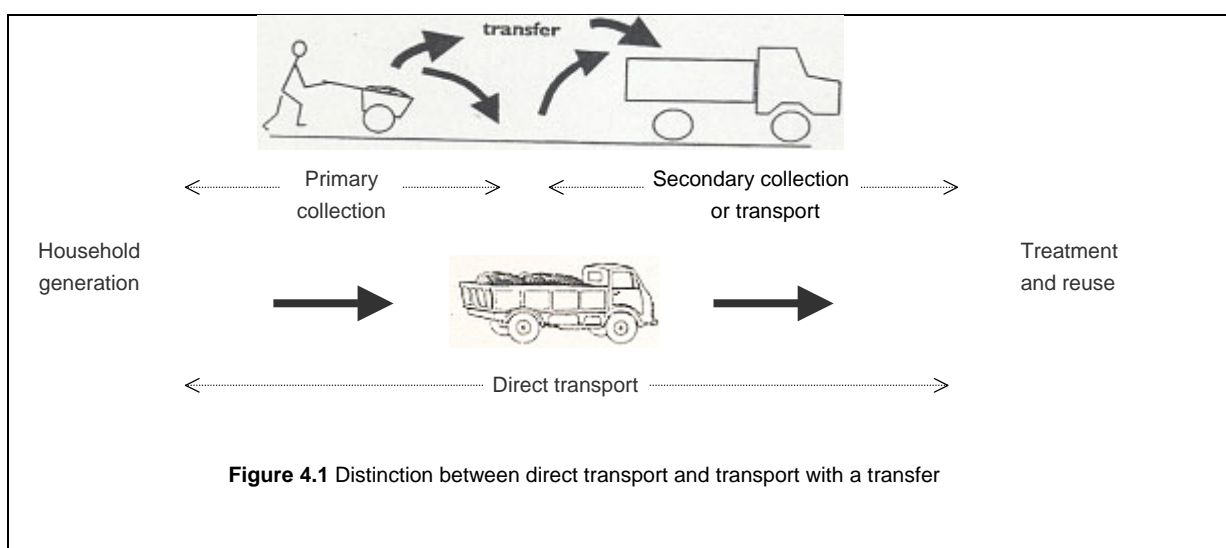 transfer
Primary
collection
Secondary collection
or transport
Household
generation
Treatment
and reuse
Direct transport
Figure 4.1 Distinction between direct transport and transport with a transfer